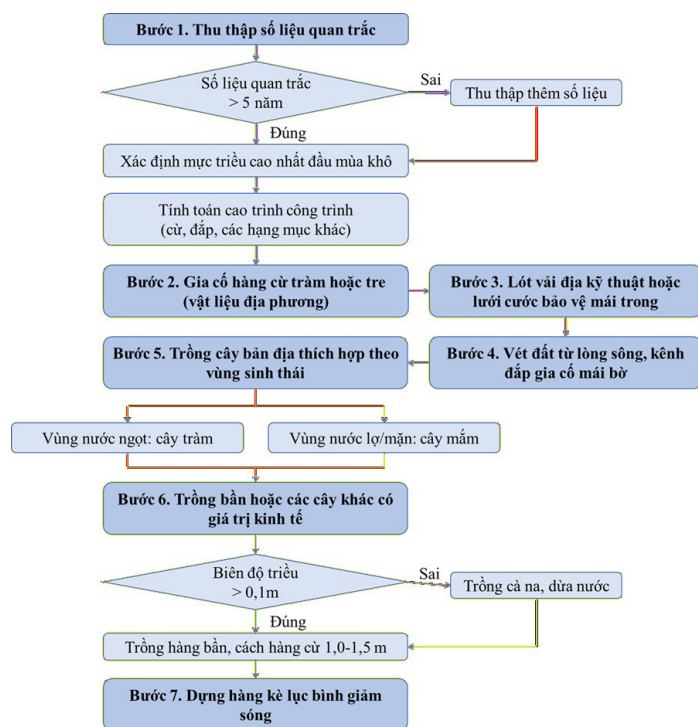 Bước 1. Thu thập số liệu quan trắc
Số liệu quan trắc
> 5 năm
Sai
Thu thập thêm số liệu
Đúng
Xác định mực triều cao nhất đầu mùa khô
Tính toán cao trình công trình
(cừ, đắp, các hạng mục khác)
Bước 2. Gia cố hàng cừ tràm hoặc tre
(vật liệu địa phương)
Bước 3. Lót vải địa kỹ thuật hoặc
lưới cước bảo vệ mái trong
Bước 5. Trồng cây bản địa thích hợp theo
vùng sinh thái
Bước 4. Vét đất từ lòng sông, kênh
đắp gia cố mái bờ
Vùng nước ngọt: cây tràm
Vùng nước lợ/mặn: cây mắm
Bước 6. Trồng bần hoặc các cây khác có
giá trị kinh tế
Biên độ triều
> 0,1m
Sai
Trồng cà na, dừa nước
Đúng
Trồng hàng bần, cách hàng cừ 1,0-1,5 m
Bước 7. Dựng hàng kè lục bình giảm
sóng